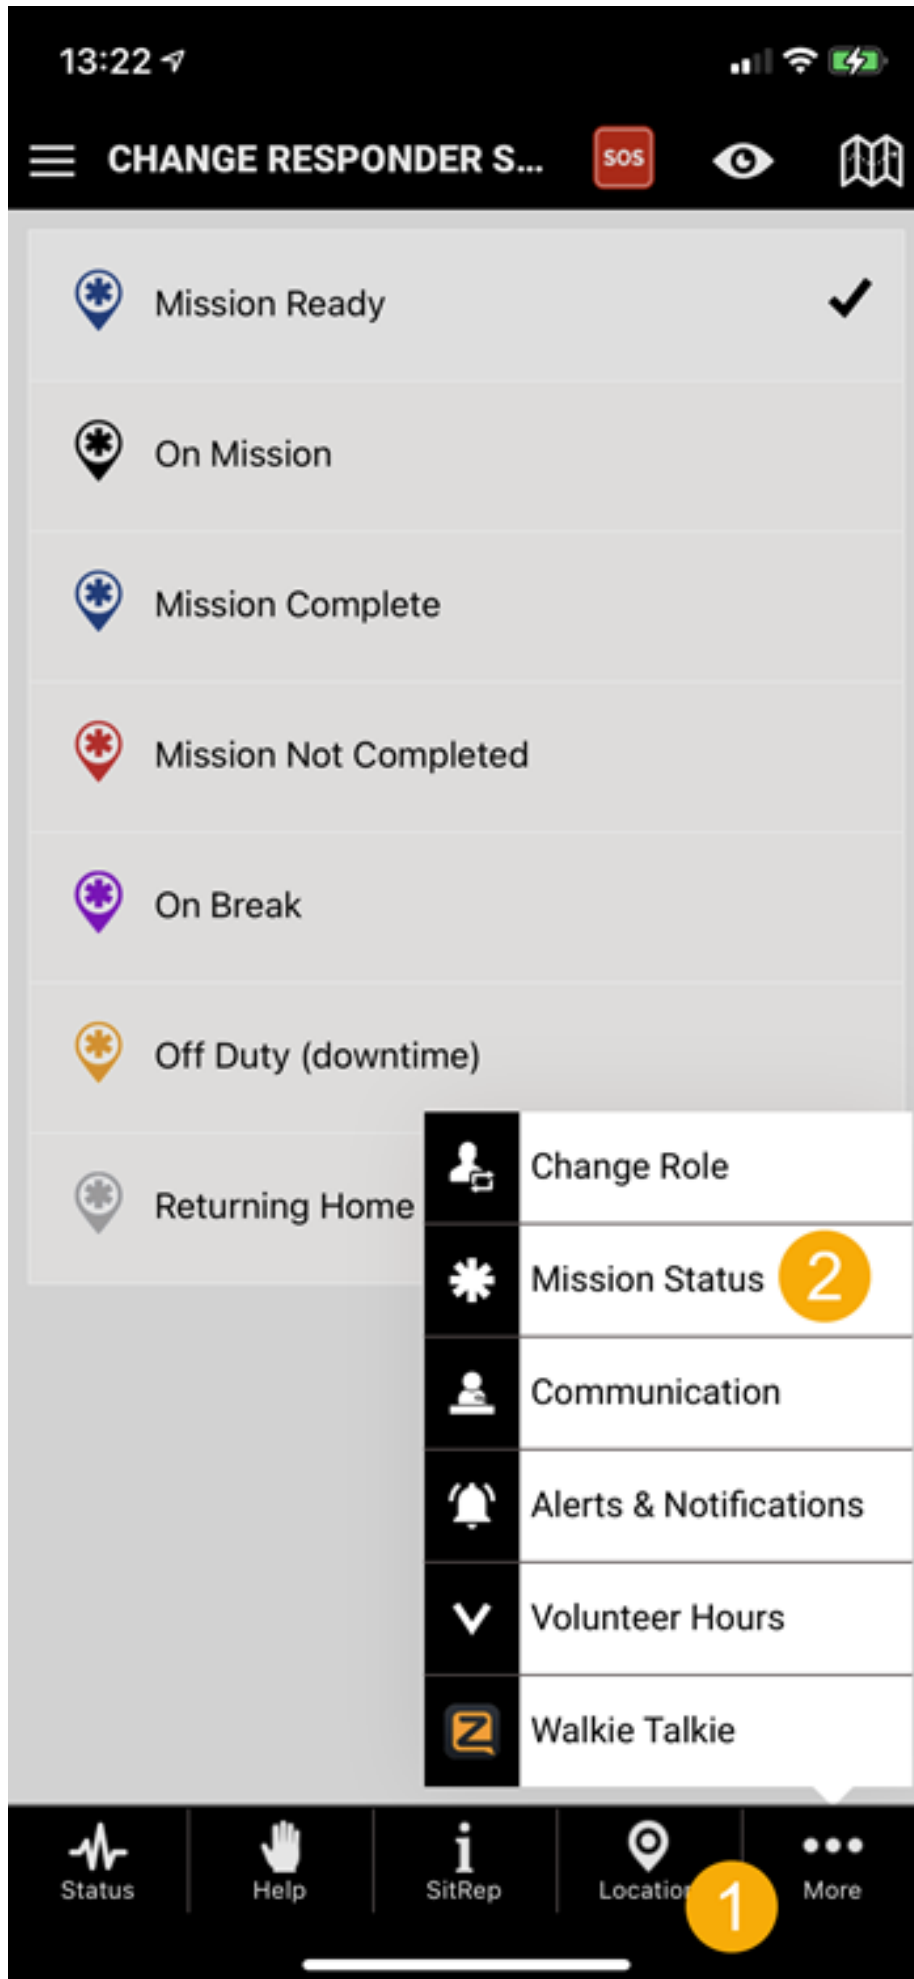 13:22
CHANGE RESPONDER S...
SOS
Mission Ready
On Mission
Mission Complete
Mission Not Completed
On Break
Off Duty (downtime)
Returning Home
Change Role
Mission Status 2
Communication
Alerts & Notifications
Volunteer Hours
Z Walkie Talkie
Status
Help
SitRep
Location
1
More